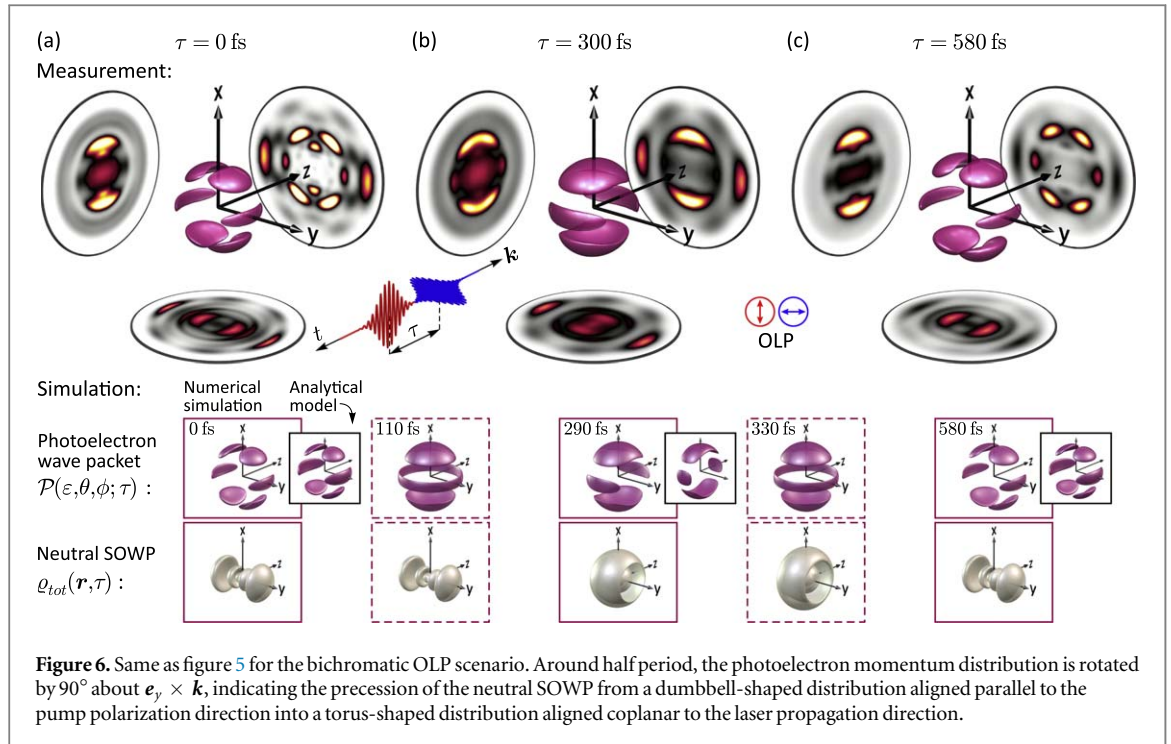 (a) τ = 0 fs (b) τ = 300 fs (c) τ = 580 fs
Measurement:
x x x
z z z
y y y
k
t τ
OLP
Simulation: Numerical simulation Analytical model
Photoelectron wave packet 𝒫(ε,θ,ϕ; τ) :
0 fs 110 fs 290 fs 330 fs 580 fs
x x x x x
z z z z z
y y y y y
Neutral SOWP
ϱtot(r,τ) :
x x x x x
z z z z z
y y y y y
Figure 6. Same as figure 5 for the bichromatic OLP scenario. Around half period, the photoelectron momentum distribution is rotated
by 90° about e_y × k, indicating the precession of the neutral SOWP from a dumbbell-shaped distribution aligned parallel to the
pump polarization direction into a torus-shaped distribution aligned coplanar to the laser propagation direction.